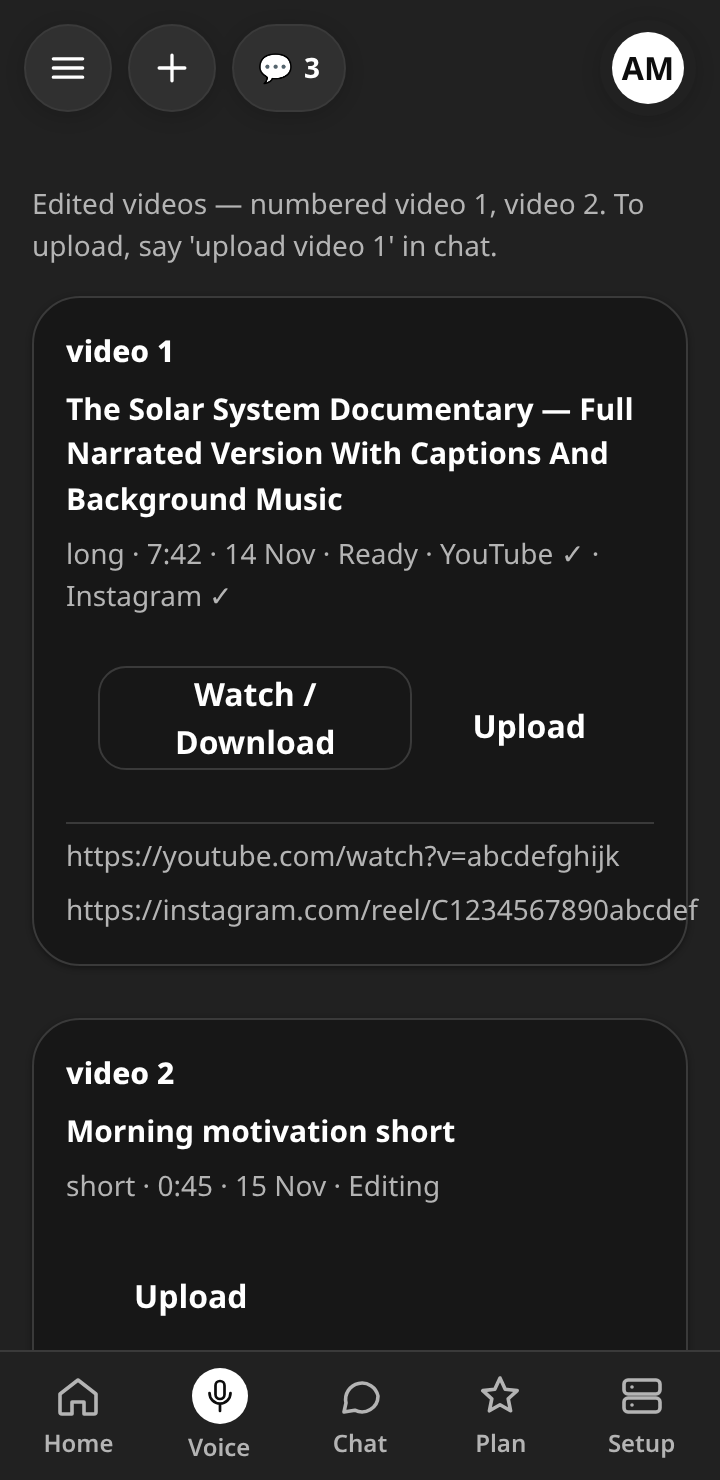 💬 3
AM
Edited videos — numbered video 1, video 2. To
upload, say 'upload video 1' in chat.
video 1
The Solar System Documentary — Full
Narrated Version With Captions And
Background Music
long · 7:42 · 14 Nov · Ready · YouTube ✓ ·
Instagram ✓
Watch /
Download
Upload
https://youtube.com/watch?v=abcdefghijk
https://instagram.com/reel/C1234567890abcdef
video 2
Morning motivation short
short · 0:45 · 15 Nov · Editing
Upload
Home
Voice
Chat
Plan
Setup